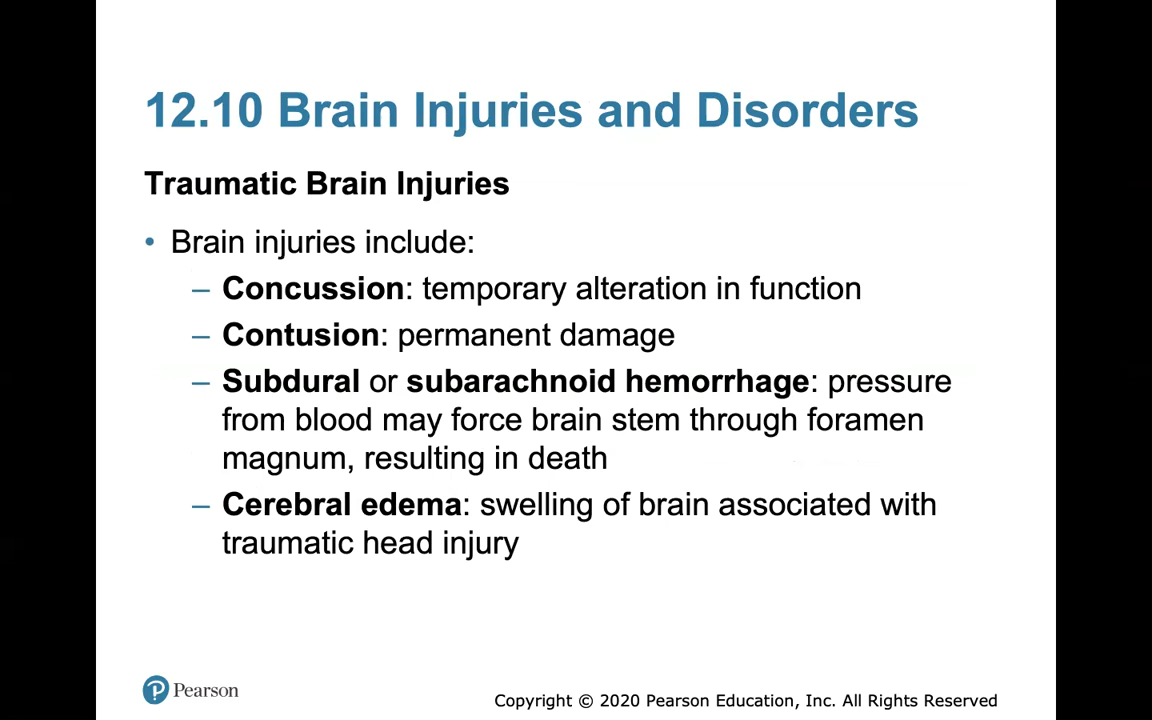 12.10 Brain Injuries and Disorders
Traumatic Brain Injuries
• Brain injuries include:
– Concussion: temporary alteration in function
– Contusion: permanent damage
– Subdural or subarachnoid hemorrhage: pressure
from blood may force brain stem through foramen
magnum, resulting in death
– Cerebral edema: swelling of brain associated with
traumatic head injury
Pearson
Copyright © 2020 Pearson Education, Inc. All Rights Reserved